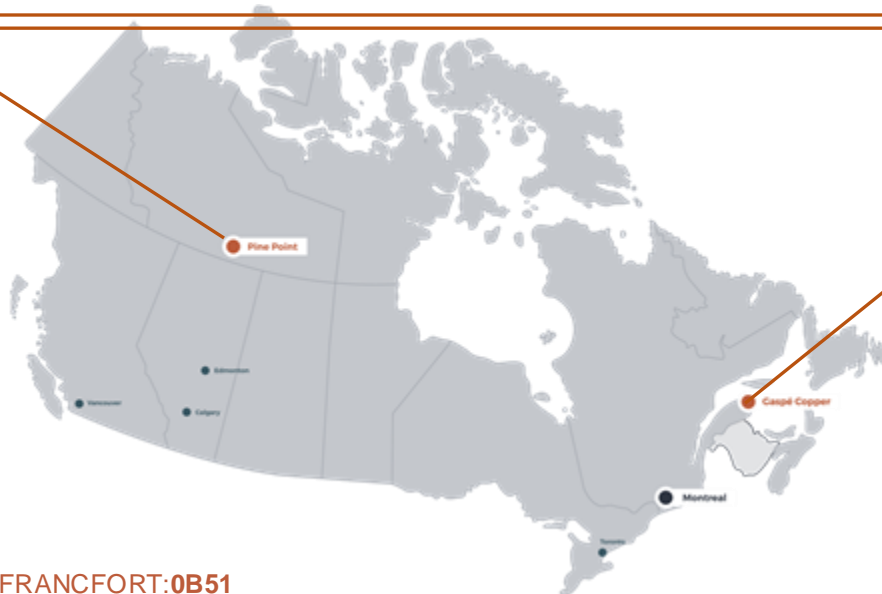 Pine Point
Edmonton
Vancouver
Calgary
Gaspé Copper
Montreal
Toronto
FRANCFORT:0B51